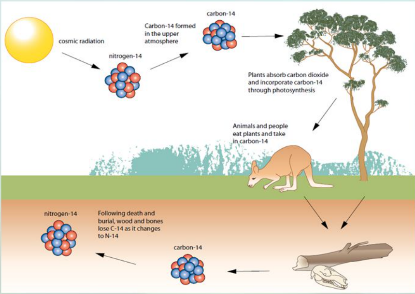 cosmic radiation
nitrogen-14
Carbon-14 formed
in the upper
atmosphere
carbon-14
Plants absorb carbon dioxide
and incorporate carbon-14
through photosynthesis
Animals and people
eat plants and take
in carbon-14
nitrogen-14
Following death and
burial, wood and bones
lose C-14 as it changes
to N-14
carbon-14